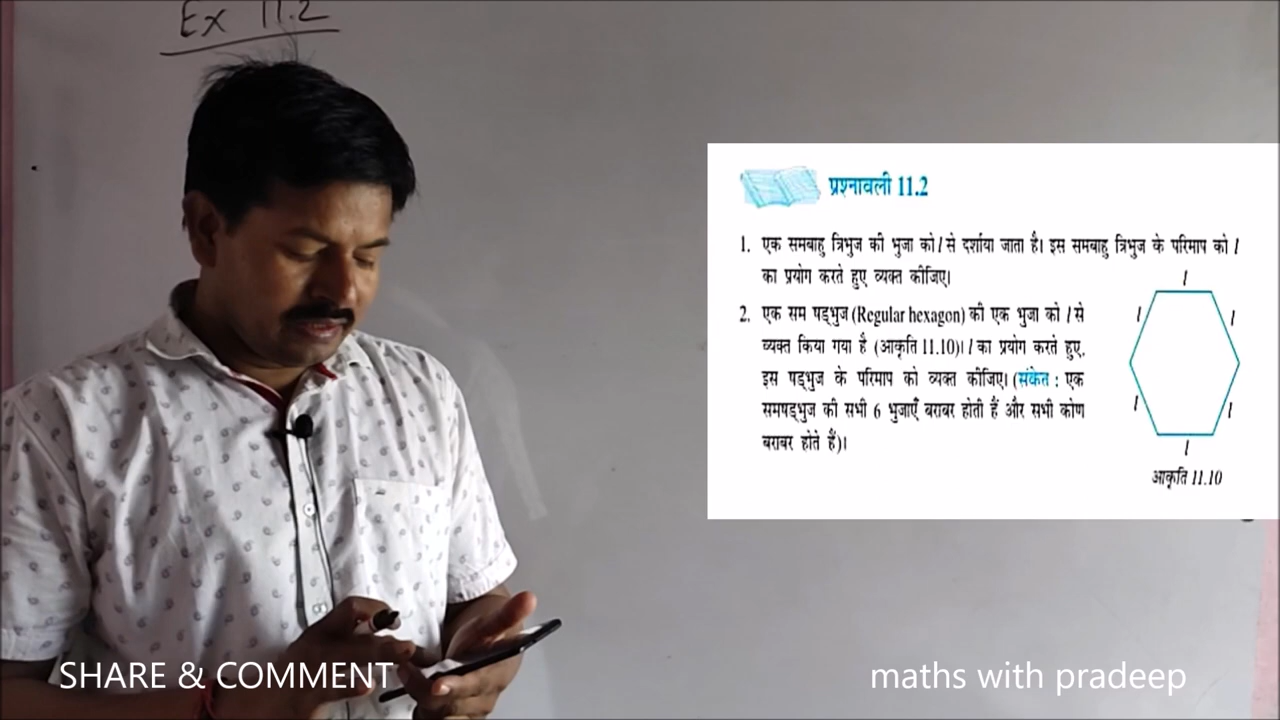 Ex 11.2
प्रश्नावली 11.2
1. एक समबाहु त्रिभुज की भुजा को l से दर्शाया जाता है। इस समबाहु त्रिभुज के परिमाप को l
का प्रयोग करते हुए व्यक्त कीजिए।
2. एक सम षड्भुज (Regular hexagon) की एक भुजा को l से
व्यक्त किया गया है (आकृति 11.10)। l का प्रयोग करते हुए,
इस षड्भुज के परिमाप को व्यक्त कीजिए। (संकेत : एक
समषड्भुज की सभी 6 भुजाएँ बराबर होती हैं और सभी कोण
बराबर होते हैं)।
l
l
l
l
l
l
आकृति 11.10
SHARE & COMMENT
maths with pradeep